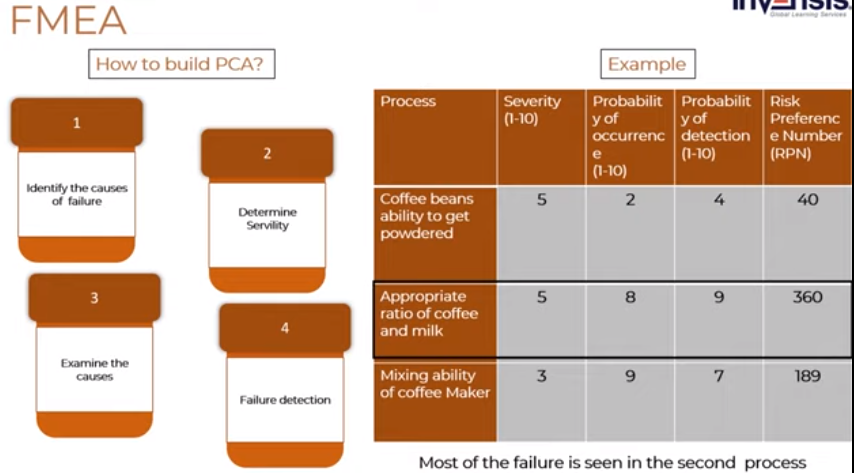 FMEA
Global Learning Services
How to build PCA?
1
Identify the causes
of failure
2
Determine
Servility
3
Examine the
causes
4
Failure detection
Example
Process
Severity
(1-10)
Probabilit
y of
occurrenc
e
(1-10)
Probabilit
y of
detection
(1-10)
Risk
Preferenc
e Number
(RPN)
Coffee beans
ability to get
powdered
5
2
4
40
Appropriate
ratio of coffee
and milk
5
8
9
360
Mixing ability
of coffee Maker
3
9
7
189
Most of the failure is seen in the second process